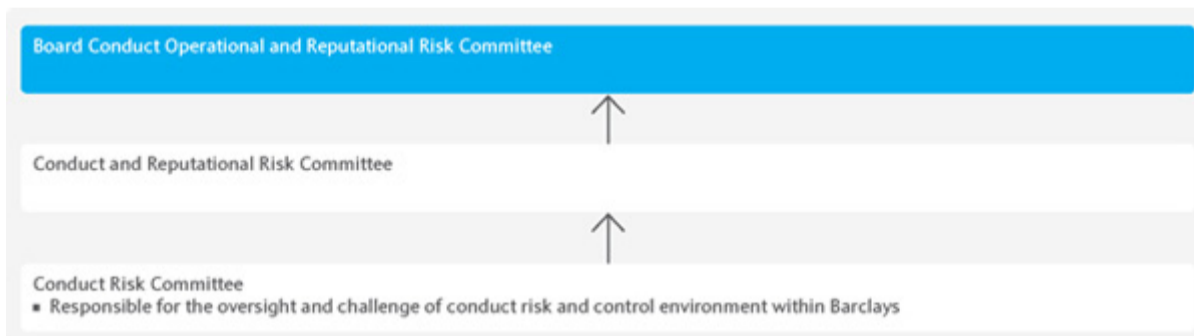 Board Conduct Operational and Reputational Risk Committee
Conduct and Reputational Risk Committee
Conduct Risk Committee
▪ Responsible for the oversight and challenge of conduct risk and control environment within Barclays